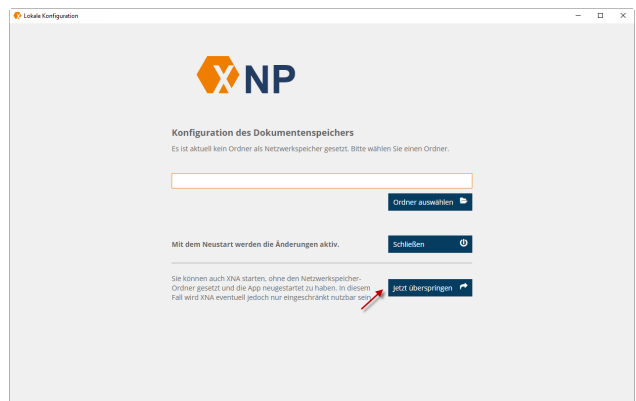 Lokale Konfiguration
XNP
Konfiguration des Dokumentenspeichers
Es ist aktuell kein Ordner als Netzwerkspeicher gesetzt. Bitte wählen Sie einen Ordner.
Ordner auswählen
Mit dem Neustart werden die Änderungen aktiv.
Schließen
Sie können auch XNA starten, ohne den Netzwerkspeicher-
Ordner gesetzt und die App neugestartet zu haben. In diesem
Fall wird XNA eventuell jedoch nur eingeschränkt nutzbar sein.
Jetzt überspringen